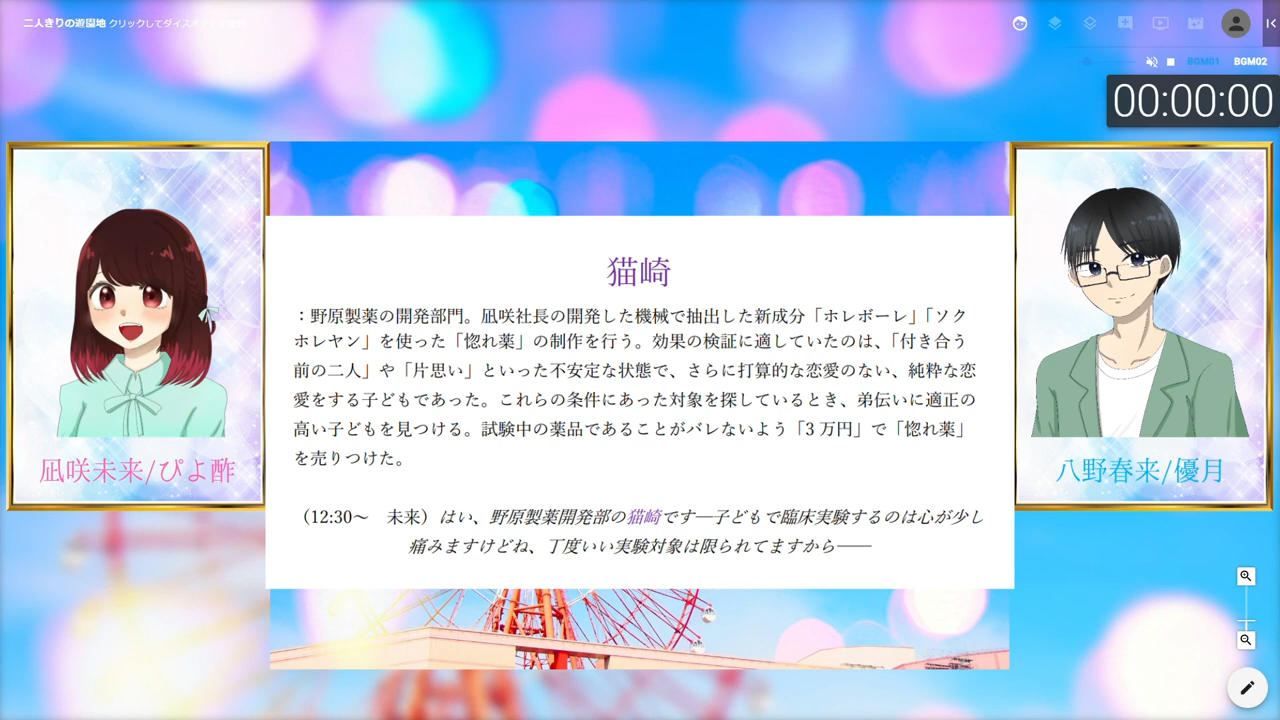 二人きりの遊園地 クリックしてダイス
BGM01 BGM02
00:00:00
猫崎
：野原製薬の開発部門。凪咲社長の開発した機械で抽出した新成分「ホレボーレ」「ソク
ホレヤン」を使った「惚れ薬」の制作を行う。効果の検証に適していたのは、「付き合う
前の二人」や「片思い」といった不安定な状態で、さらに打算的な恋愛のない、純粋な恋
愛をする子どもであった。これらの条件にあった対象を探しているとき、弟伝いに適正の
高い子どもを見つける。試験中の薬品であることがバレないよう「3 万円」で「惚れ薬」
を売りつけた。
（12:30～　未来）はい、野原製薬開発部の猫崎です―子どもで臨床実験するのは心が少し
痛みますけどね、丁度いい実験対象は限られてますから――
凪咲未来/ぴよ酢
八野春来/優月